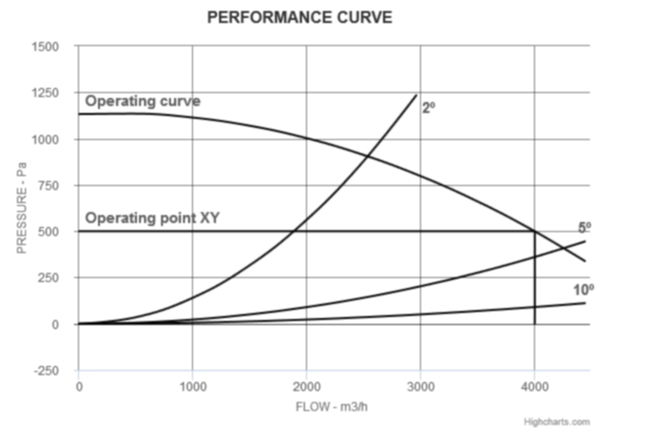 PERFORMANCE CURVE
1500
1250
Operating curve
2º
1000
PRESSURE - Pa
750
Operating point XY
500
5º
250
10º
0
-250
0 1000 2000 3000 4000
FLOW - m3/h
Highcharts.com